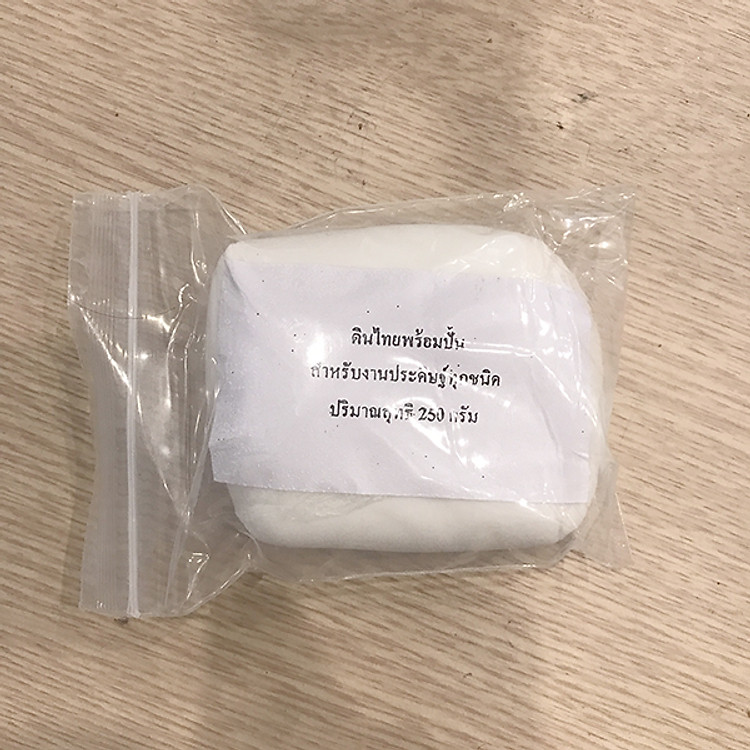 ดินไทยพร้อมปั้น
สำหรับงานประดิษฐ์ทุกชนิด
ปริมาณสุทธิ 250 กรัม